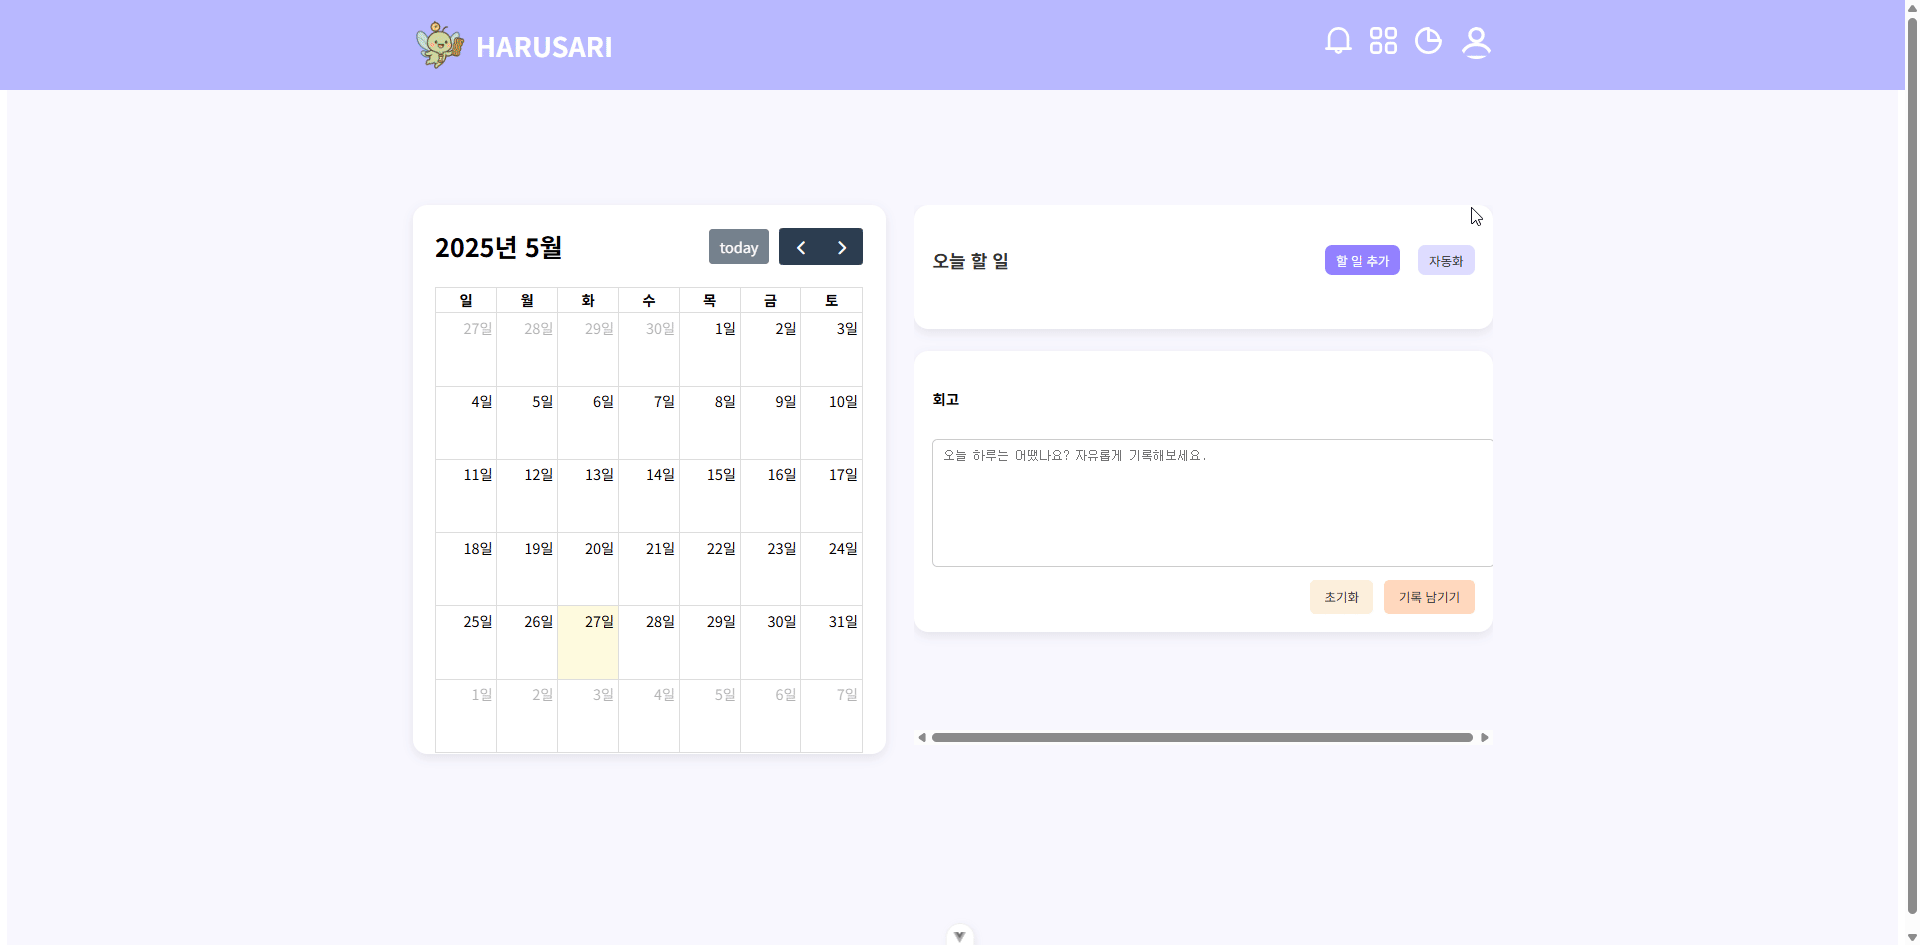 HARUSARI
2025년 5월
today
일 월 화 수 목 금 토
27일 28일 29일 30일 1일 2일 3일
4일 5일 6일 7일 8일 9일 10일
11일 12일 13일 14일 15일 16일 17일
18일 19일 20일 21일 22일 23일 24일
25일 26일 27일 28일 29일 30일 31일
1일 2일 3일 4일 5일 6일 7일
오늘 할 일
할 일 추가
자동화
회고
오늘 하루는 어땠나요? 자유롭게 기록해보세요.
초기화
기록 남기기